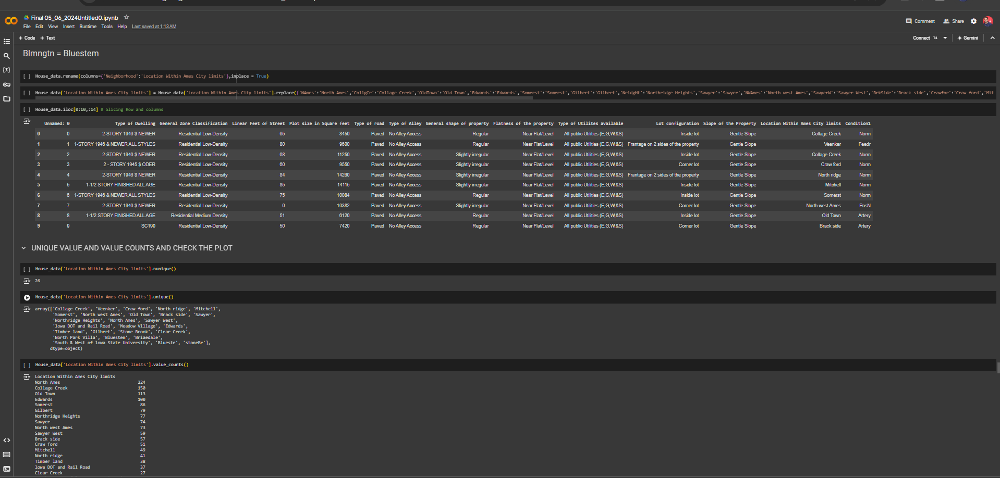 Final 05_06_2024Untitled0.ipynb
File Edit View Insert Runtime Tools Help Last saved at 1:13 AM
Comment Share
+ Code + Text
Connect T4 Gemini
Blmngtn = Bluestem
[ ] House_data.rename(columns={'Neighborhood':'Location Within Ames City limits'},inplace = True)
[ ] House_data['Location Within Ames City limits'] = House_data['Location Within Ames City limits'].replace({'NAmes':'North Ames','CollgCr':'Collage Creek','OldTown':'Old Town','Edwards':'Edwards','Somerst':'Somerst','Gilbert':'Gilbert','NridgHt':'Northridge Heights','Sawyer':'Sawyer','NWAmes':'North west Ames','SawyerW':'Sawyer West','BrkSide':'Brack side','Crawfor':'Craw ford','Mit
[ ] House_data.iloc[0:10,:14] # Slicing Row and columns
Unnamed: 0 Type of Dwelling General Zone Classification Linear Feet of Street Plot size in Square feet Type of road Type of Alley General shape of property Flatness of the property Type of Utilites available Lot configuration Slope of the Property Location Within Ames City limits Condition1
0 0 2-STORY 1946 $ NEWER Residential Low-Density 65 8450 Paved No Alley Access Regular Near Flat/Level All public Utilities (E,G,W,&S) Inside lot Gentle Slope Collage Creek Norm
1 1 1-STORY 1946 & NEWER ALL STYLES Residential Low-Density 80 9600 Paved No Alley Access Regular Near Flat/Level All public Utilities (E,G,W,&S) Frantage on 2 sides of the property Gentle Slope Veenker Feedr
2 2 2-STORY 1946 $ NEWER Residential Low-Density 68 11250 Paved No Alley Access Slightly irregular Near Flat/Level All public Utilities (E,G,W,&S) Inside lot Gentle Slope Collage Creek Norm
3 3 2 - STORY 1945 $ ODER Residential Low-Density 60 9550 Paved No Alley Access Slightly irregular Near Flat/Level All public Utilities (E,G,W,&S) Corner lot Gentle Slope Craw ford Norm
4 4 2-STORY 1946 $ NEWER Residential Low-Density 84 14260 Paved No Alley Access Slightly irregular Near Flat/Level All public Utilities (E,G,W,&S) Frantage on 2 sides of the property Gentle Slope North ridge Norm
5 5 1-1/2 STORY FINISHED ALL AGE Residential Low-Density 85 14115 Paved No Alley Access Slightly irregular Near Flat/Level All public Utilities (E,G,W,&S) Inside lot Gentle Slope Mitchell Norm
6 6 1-STORY 1946 & NEWER ALL STYLES Residential Low-Density 75 10084 Paved No Alley Access Regular Near Flat/Level All public Utilities (E,G,W,&S) Inside lot Gentle Slope Somerst Norm
7 7 2-STORY 1946 $ NEWER Residential Low-Density 0 10382 Paved No Alley Access Slightly irregular Near Flat/Level All public Utilities (E,G,W,&S) Corner lot Gentle Slope North west Ames PosN
8 8 1-1/2 STORY FINISHED ALL AGE Residential Medium Density 51 6120 Paved No Alley Access Regular Near Flat/Level All public Utilities (E,G,W,&S) Inside lot Gentle Slope Old Town Artery
9 9 SC190 Residential Low-Density 50 7420 Paved No Alley Access Regular Near Flat/Level All public Utilities (E,G,W,&S) Corner lot Gentle Slope Brack side Artery
UNIQUE VALUE AND VALUE COUNTS AND CHECK THE PLOT
[ ] House_data['Location Within Ames City limits'].nunique()
26
House_data['Location Within Ames City limits'].unique()
array(['Collage Creek', 'Veenker', 'Craw ford', 'North ridge', 'Mitchell',
'Somerst', 'North west Ames', 'Old Town', 'Brack side', 'Sawyer',
'Northridge Heights', 'North Ames', 'Sawyer West',
'lowa DOT and Rail Road', 'Meadow Village', 'Edwards',
'Timber land', 'Gilbert', 'Stone Brook', 'Clear Creek',
'North Park Villa', 'Bluestem', 'Briaedale',
'South & West of lowa State University', 'Blueste', 'stoneBr'],
dtype=object)
[ ] House_data['Location Within Ames City limits'].value_counts()
Location Within Ames City limits
North Ames 224
Collage Creek 150
Old Town 113
Edwards 100
Somerst 86
Gilbert 79
Northridge Heights 77
Sawyer 74
North west Ames 73
Sawyer West 59
Brack side 57
Craw ford 51
Mitchell 49
North ridge 41
Timber land 38
lowa DOT and Rail Road 37
Clear Creek 27